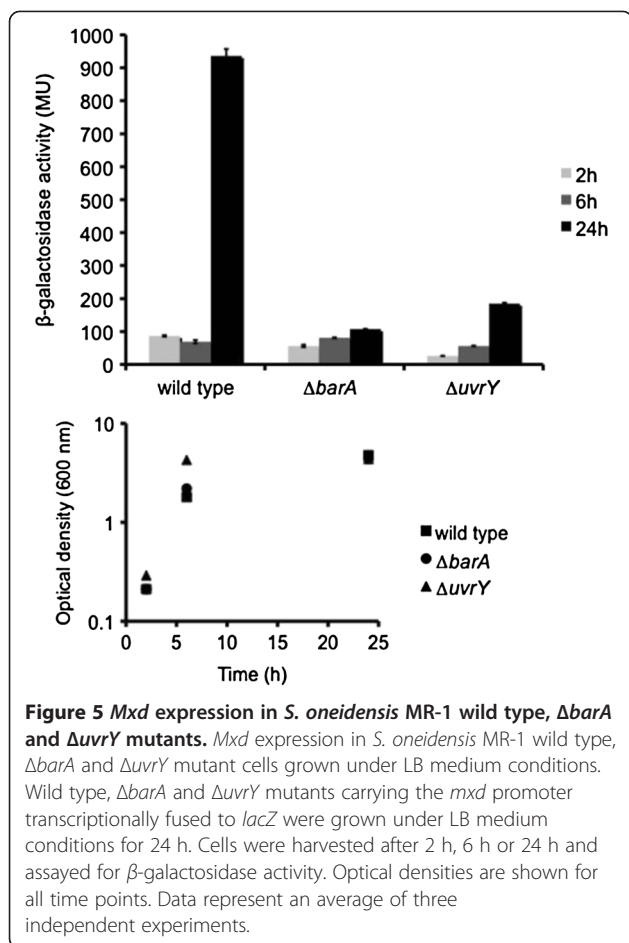 1000
900
800
700
600
500
400
300
200
100
0
β-galactosidase activity (MU)
wild type
ΔbarA
ΔuvrY
2h
6h
24h
10
1
0.1
Optical density (600 nm)
0 5 10 15 20 25
Time (h)
wild type
ΔbarA
ΔuvrY
Figure 5 Mxd expression in S. oneidensis MR-1 wild type, ΔbarA
and ΔuvrY mutants. Mxd expression in S. oneidensis MR-1 wild type,
ΔbarA and ΔuvrY mutant cells grown under LB medium conditions.
Wild type, ΔbarA and ΔuvrY mutants carrying the mxd promoter
transcriptionally fused to lacZ were grown under LB medium
conditions for 24 h. Cells were harvested after 2 h, 6 h or 24 h and
assayed for β-galactosidase activity. Optical densities are shown for
all time points. Data represent an average of three
independent experiments.